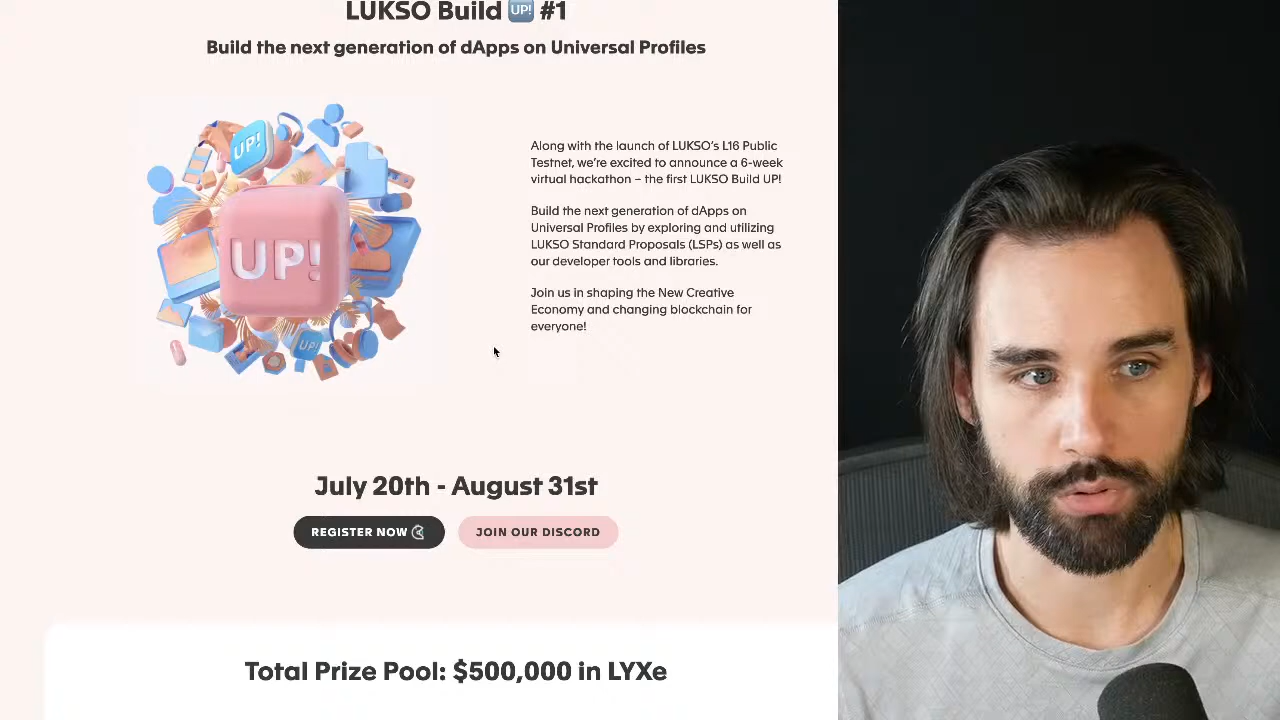 LUKSO Build 🆙 #1
Build the next generation of dApps on Universal Profiles
UP!
UP!
UP!
Along with the launch of LUKSO’s L16 Public
Testnet, we’re excited to announce a 6-week
virtual hackathon – the first LUKSO Build UP!
Build the next generation of dApps on
Universal Profiles by exploring and utilizing
LUKSO Standard Proposals (LSPs) as well as
our developer tools and libraries.
Join us in shaping the New Creative
Economy and changing blockchain for
everyone!
July 20th - August 31st
REGISTER NOW
JOIN OUR DISCORD
Total Prize Pool: $500,000 in LYXe